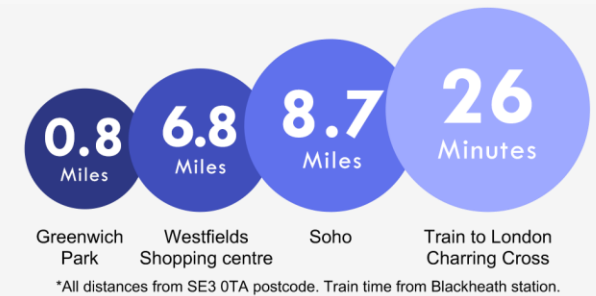 0.8
Miles
6.8
Miles
8.7
Miles
26
Minutes
Greenwich
Park
Westfields
Shopping centre
Soho
Train to London
Charring Cross
*All distances from SE3 0TA postcode. Train time from Blackheath station.